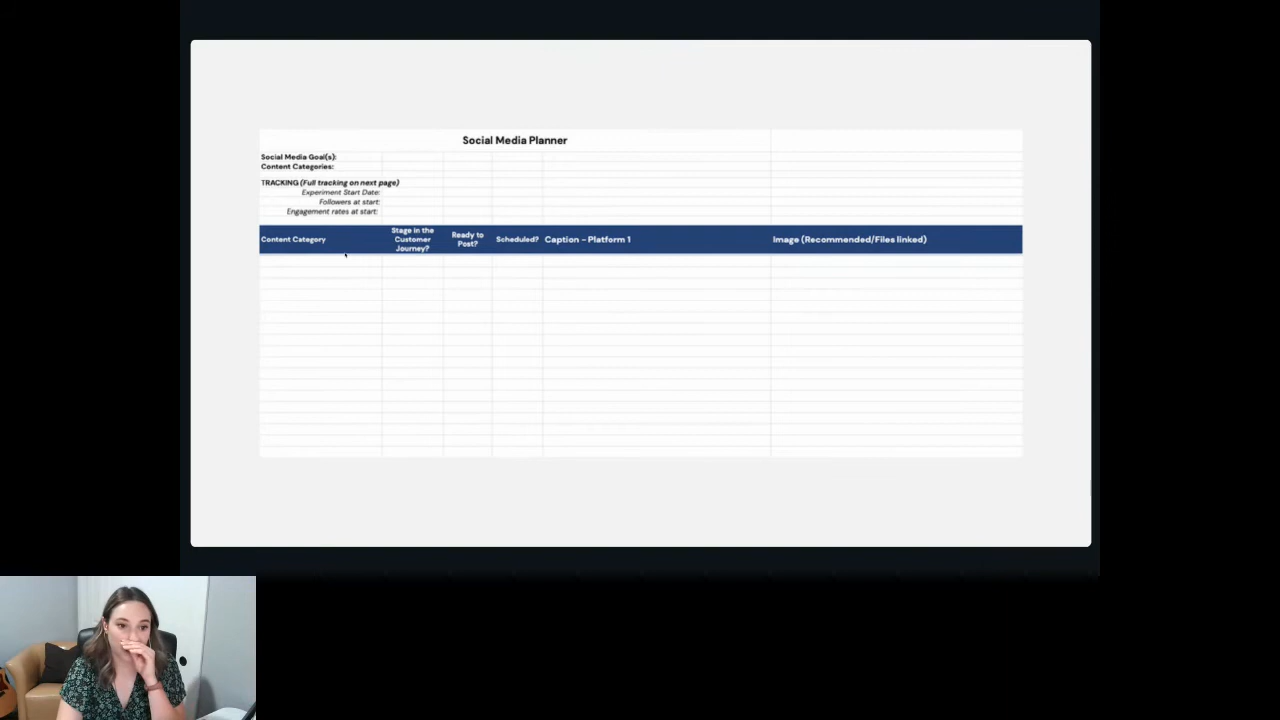 Social Media Planner
Social Media Goal(s):
Content Categories:
TRACKING (Full tracking on next page)
Experiment Start Date:
Followers at start:
Engagement rates at start:
Content Category
Stage in the
Customer
Journey?
Ready to
Post?
Scheduled?
Caption - Platform 1
Image (Recommended/Files linked)